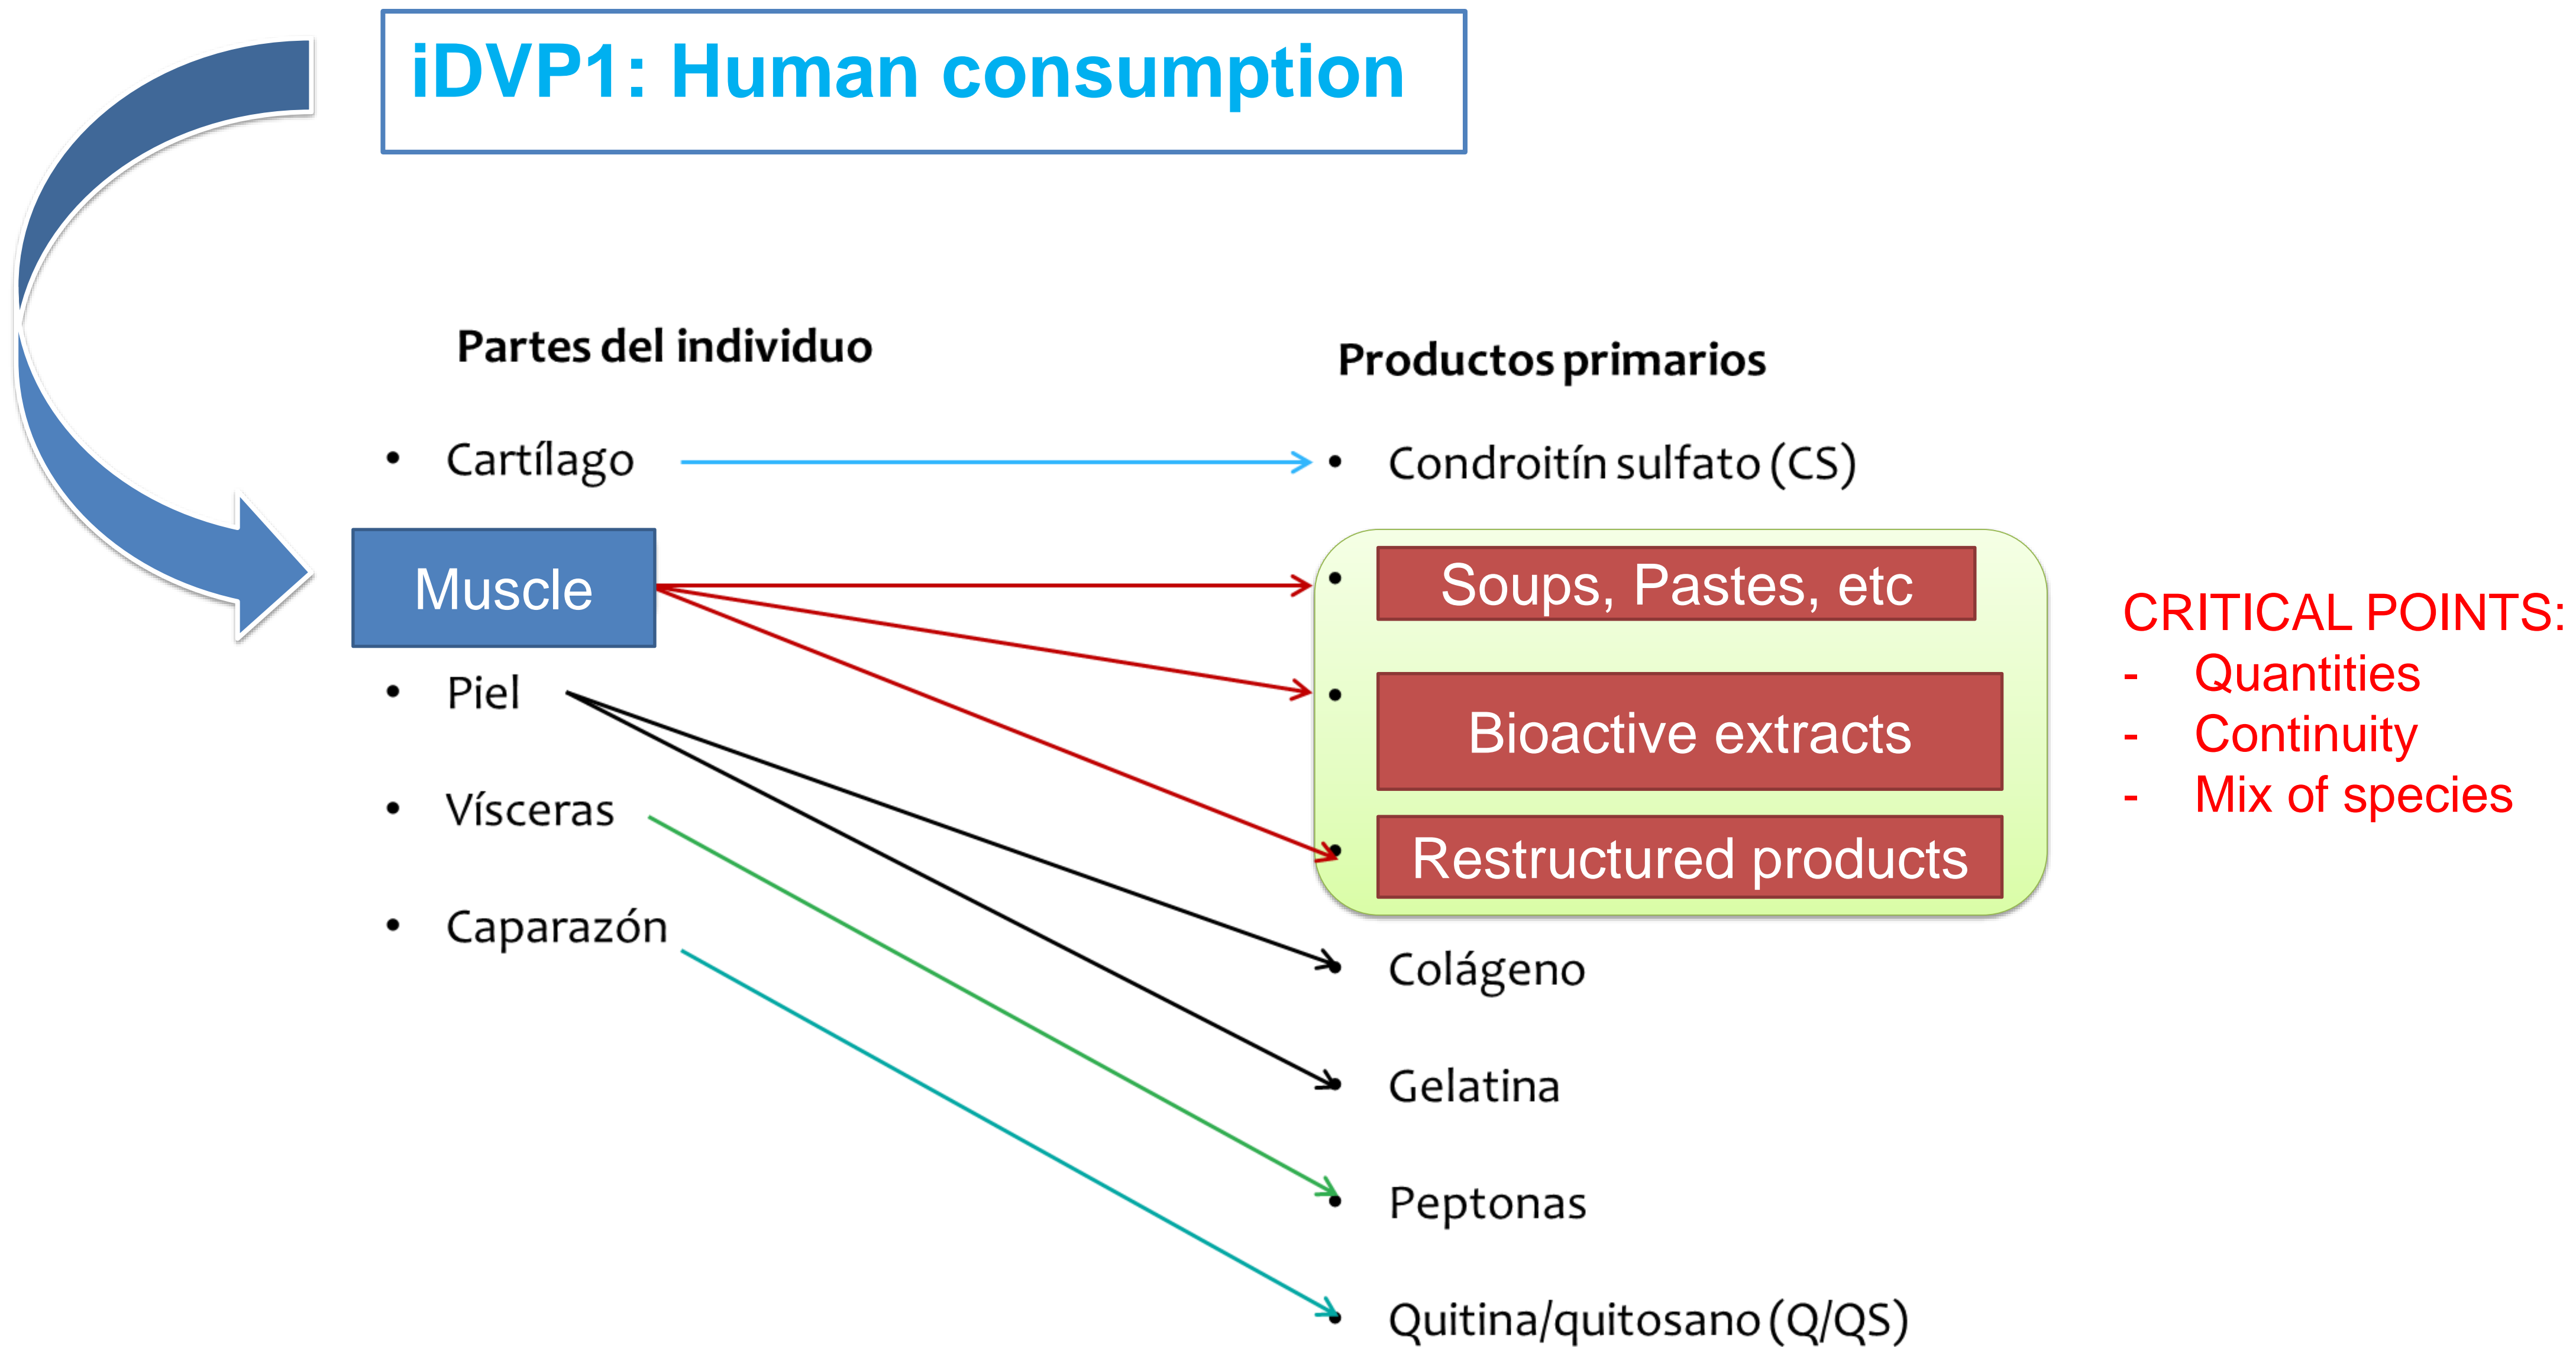 iDVP1: Human consumption
Partes del individuo
• Cartílago
Muscle
• Piel
• Vísceras
• Caparazón
Productos primarios
• Condroitín sulfato (CS)
• Soups, Pastes, etc
• Bioactive extracts
• Restructured products
• Colágeno
• Gelatina
• Peptonas
• Quitina/quitosano (Q/QS)
CRITICAL POINTS:
- Quantities
- Continuity
- Mix of species